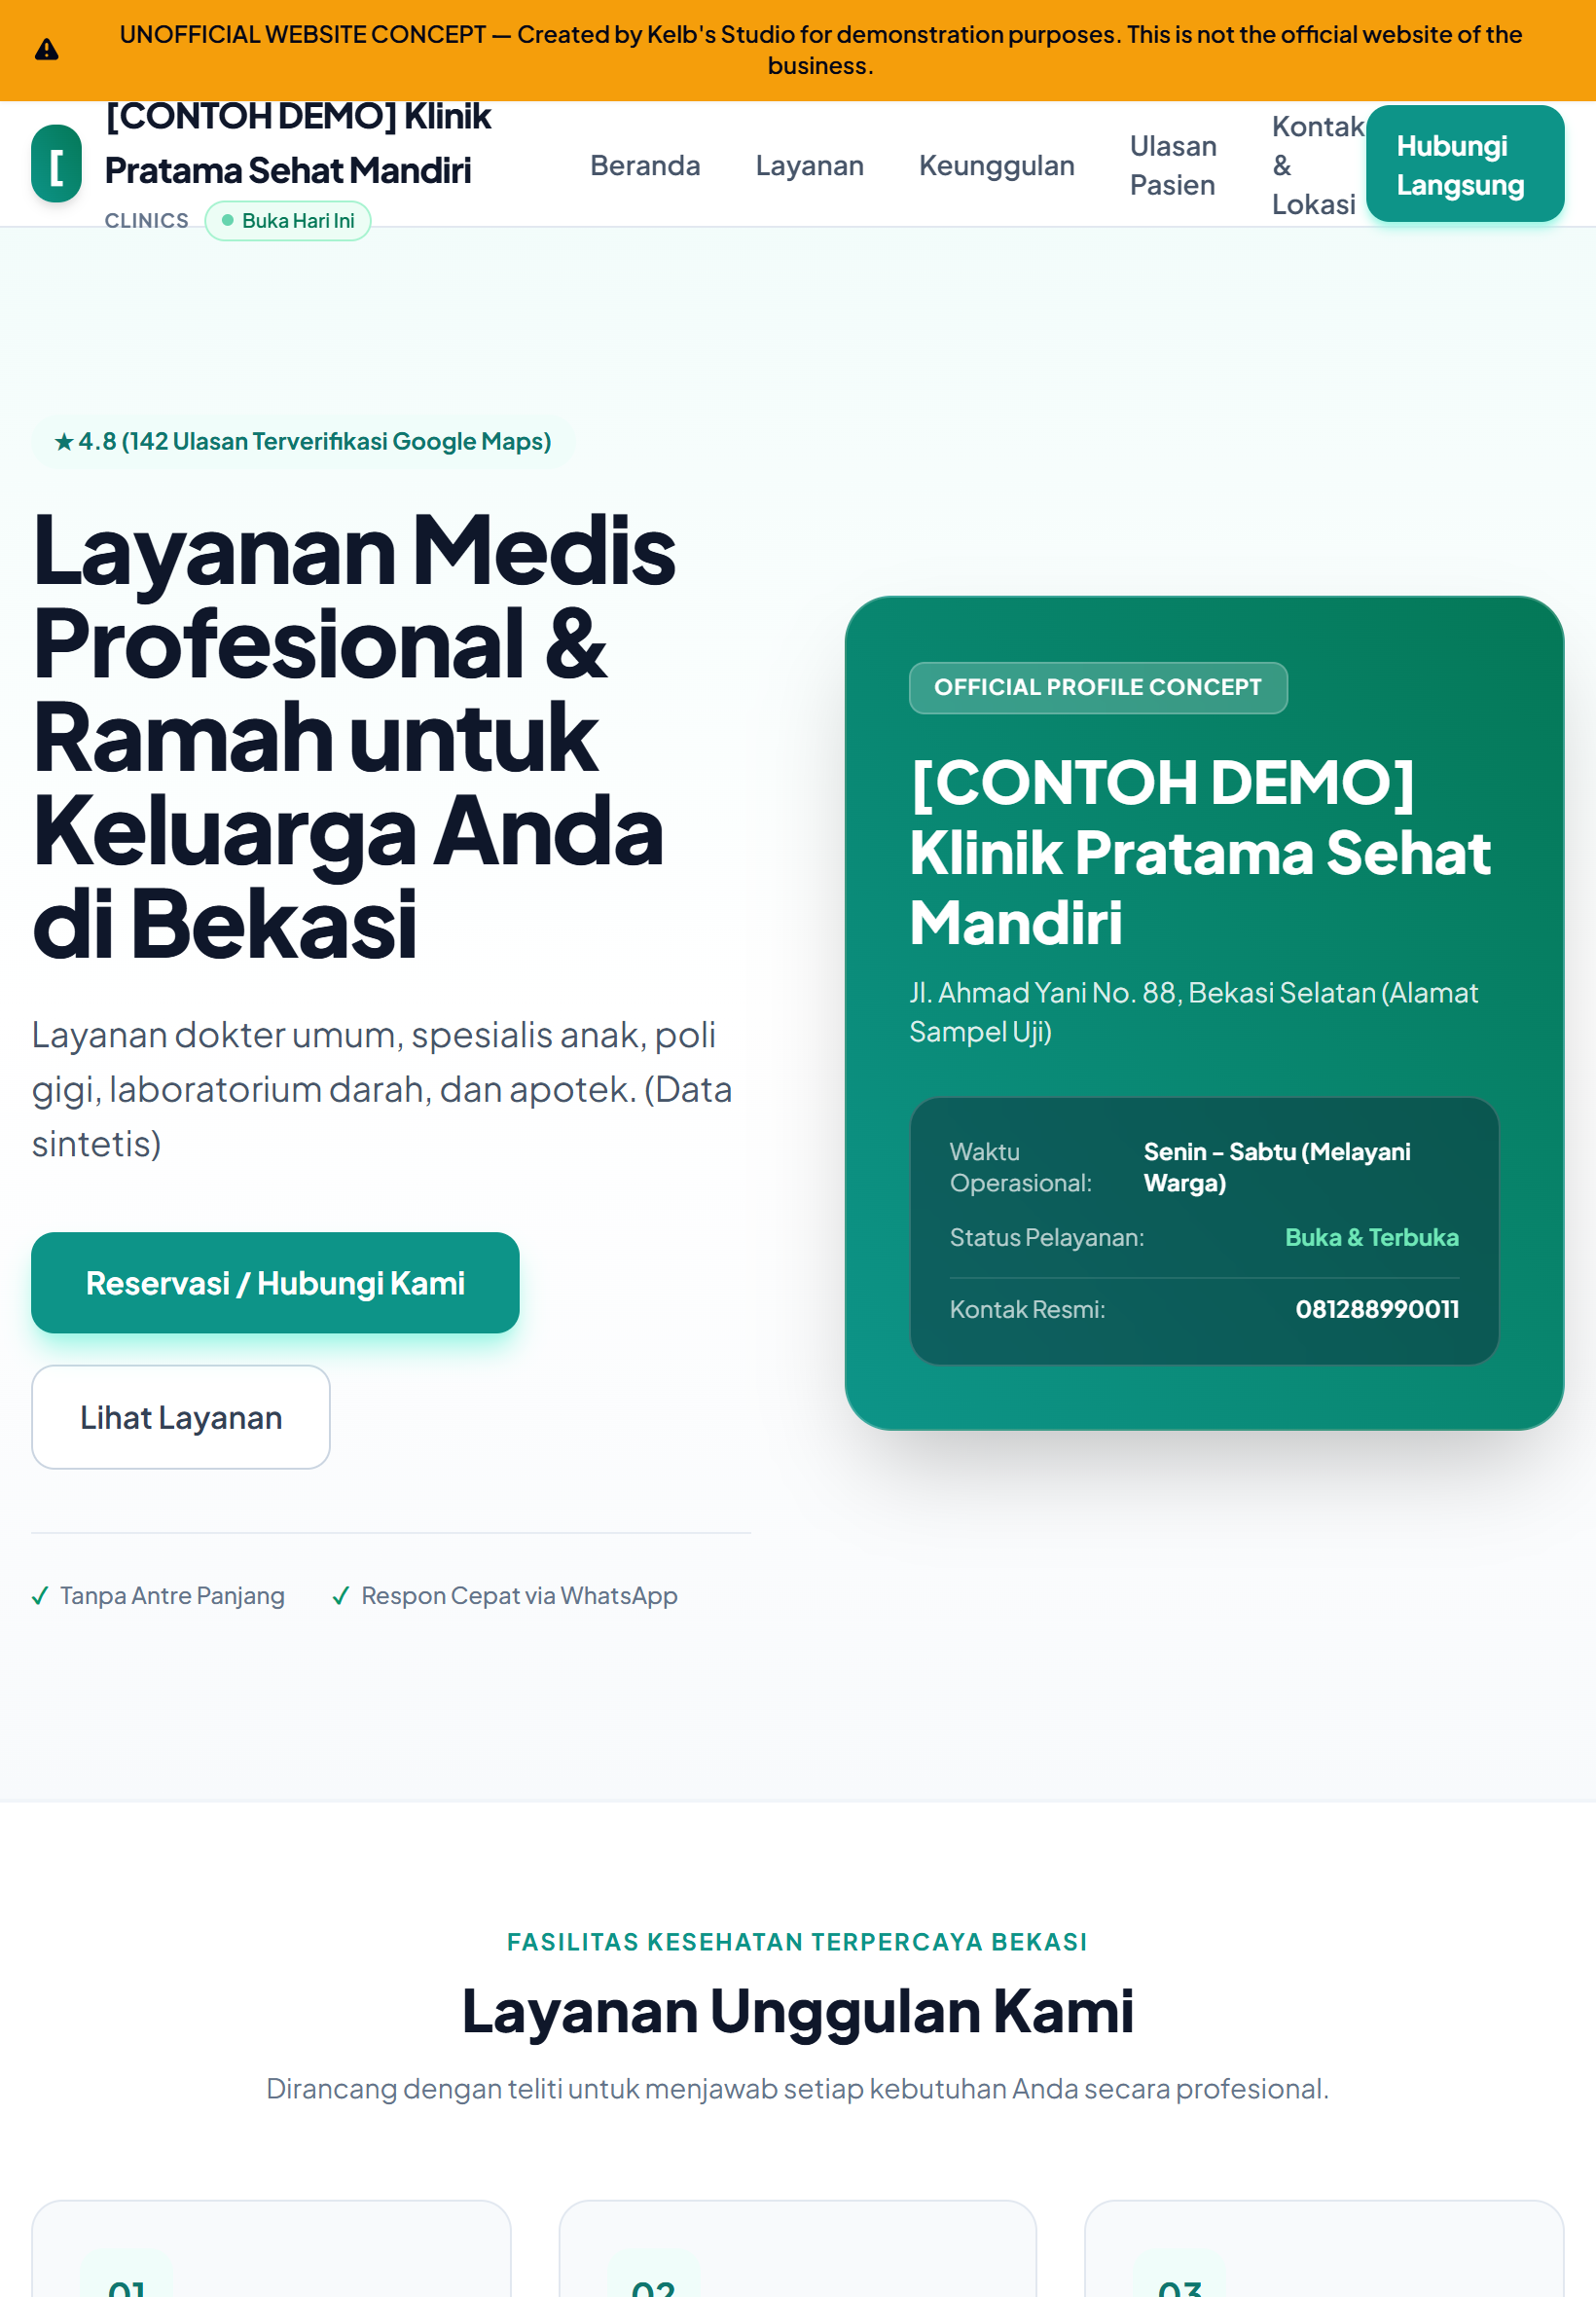 UNOFFICIAL WEBSITE CONCEPT — Created by Kelb's Studio for demonstration purposes. This is not the official website of the
business.
[
[CONTOH DEMO] Klinik
Pratama Sehat Mandiri
CLINICS
Buka Hari Ini
Beranda
Layanan
Keunggulan
Ulasan
Pasien
Kontak
&
Lokasi
Hubungi
Langsung
★ 4.8 (142 Ulasan Terverifikasi Google Maps)
Layanan Medis
Profesional &
Ramah untuk
Keluarga Anda
di Bekasi
Layanan dokter umum, spesialis anak, poli
gigi, laboratorium darah, dan apotek. (Data
sintetis)
Reservasi / Hubungi Kami
Lihat Layanan
✓ Tanpa Antre Panjang
✓ Respon Cepat via WhatsApp
OFFICIAL PROFILE CONCEPT
[CONTOH DEMO]
Klinik Pratama Sehat
Mandiri
Jl. Ahmad Yani No. 88, Bekasi Selatan (Alamat
Sampel Uji)
Waktu
Operasional:
Senin - Sabtu (Melayani
Warga)
Status Pelayanan:
Buka & Terbuka
Kontak Resmi:
081288990011
FASILITAS KESEHATAN TERPERCAYA BEKASI
Layanan Unggulan Kami
Dirancang dengan teliti untuk menjawab setiap kebutuhan Anda secara profesional.
01
02
03